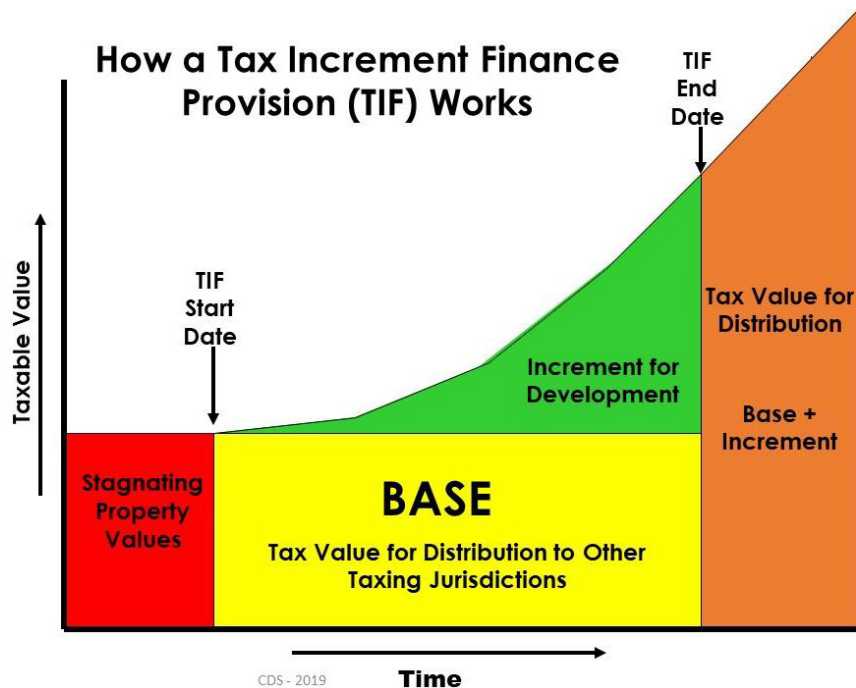 How a Tax Increment Finance
Provision (TIF) Works
TIF
End
Date
TIF
Start
Date
Taxable Value
Tax Value for
Distribution
Increment for
Development
Base +
Increment
Stagnating
Property
Values
BASE
Tax Value for Distribution to Other
Taxing Jurisdictions
CDS - 2019
Time